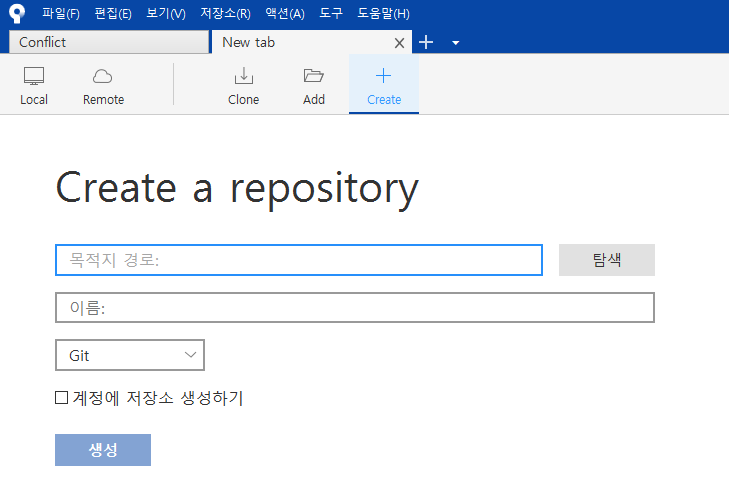 파일(F) 편집(E) 보기(V) 저장소(R) 액션(A) 도구 도움말(H)
Conflict New tab
Local Remote Clone Add Create
Create a repository
목적지 경로: 탐색
이름:
Git
계정에 저장소 생성하기
생성